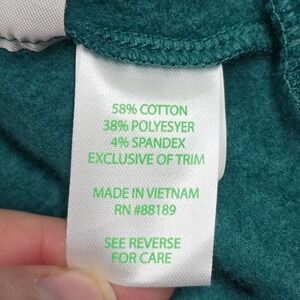 58% COTTON
38% POLYESYER
4% SPANDEX
EXCLUSIVE OF TRIM
MADE IN VIETNAM
RN #88189
SEE REVERSE
FOR CARE